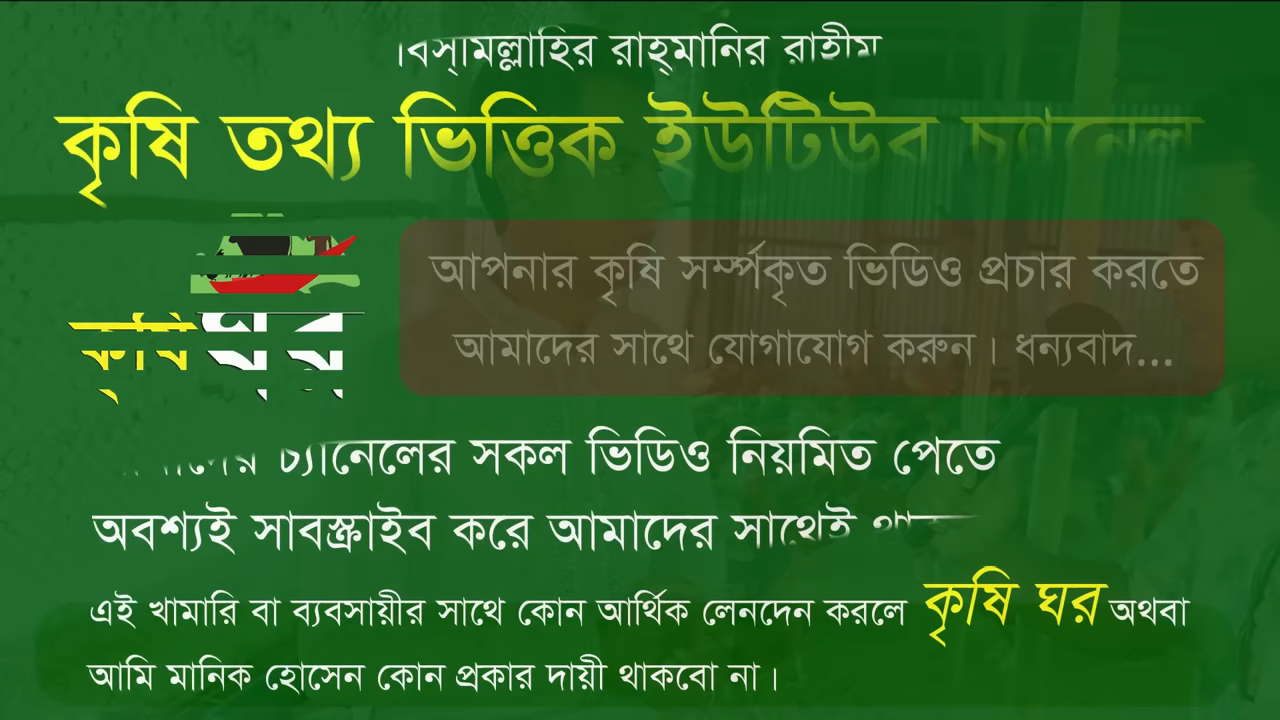 বিস্‌মিল্লাহির রাহ্‌মানির রাহীম
কৃষি তথ্য ভিত্তিক ইউটিউব চ্যানেল
আপনার কৃষি সর্ম্পকৃত ভিডিও প্রচার করতে
আমাদের সাথে যোগাযোগ করুন। ধন্যবাদ...
কৃষি ঘর
চ্যানেলের সকল ভিডিও নিয়মিত পেতে
অবশ্যই সাবস্ক্রাইব করে আমাদের সাথেই
এই খামারি বা ব্যবসায়ীর সাথে কোন আর্থিক লেনদেন করলে কৃষি ঘর অথবা
আমি মানিক হোসেন কোন প্রকার দায়ী থাকবো না।